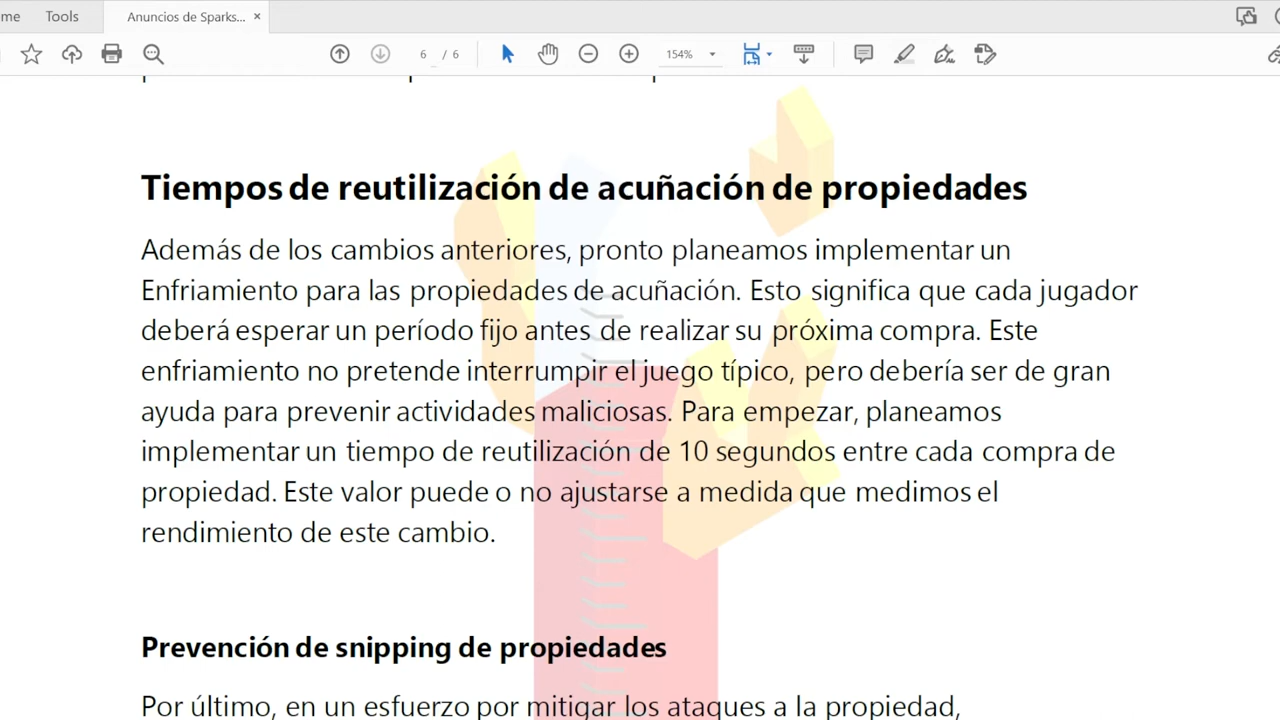 me Tools Anuncios de Sparks... ×
6 / 6 154%
Tiempos de reutilización de acuñación de propiedades
Además de los cambios anteriores, pronto planeamos implementar un
Enfriamiento para las propiedades de acuñación. Esto significa que cada jugador
deberá esperar un período fijo antes de realizar su próxima compra. Este
enfriamiento no pretende interrumpir el juego típico, pero debería ser de gran
ayuda para prevenir actividades maliciosas. Para empezar, planeamos
implementar un tiempo de reutilización de 10 segundos entre cada compra de
propiedad. Este valor puede o no ajustarse a medida que medimos el
rendimiento de este cambio.
Prevención de snipping de propiedades
Por último, en un esfuerzo por mitigar los ataques a la propiedad,